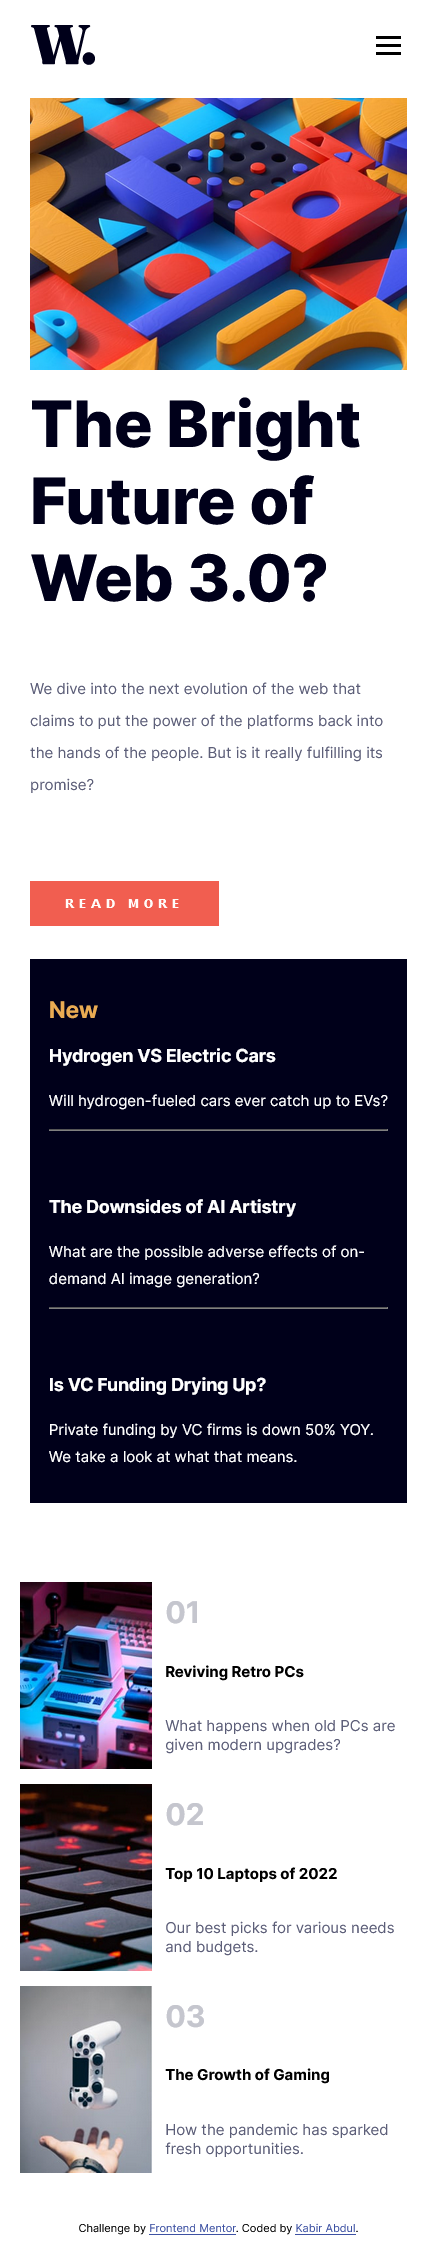 W.
The Bright
Future of
Web 3.0?
We dive into the next evolution of the web that
claims to put the power of the platforms back into
the hands of the people. But is it really fulfilling its
promise?
READ MORE
New
Hydrogen VS Electric Cars
Will hydrogen-fueled cars ever catch up to EVs?
The Downsides of AI Artistry
What are the possible adverse effects of on-
demand AI image generation?
Is VC Funding Drying Up?
Private funding by VC firms is down 50% YOY.
We take a look at what that means.
01
Reviving Retro PCs
What happens when old PCs are
given modern upgrades?
02
Top 10 Laptops of 2022
Our best picks for various needs
and budgets.
03
The Growth of Gaming
How the pandemic has sparked
fresh opportunities.
Challenge by Frontend Mentor. Coded by Kabir Abdul.